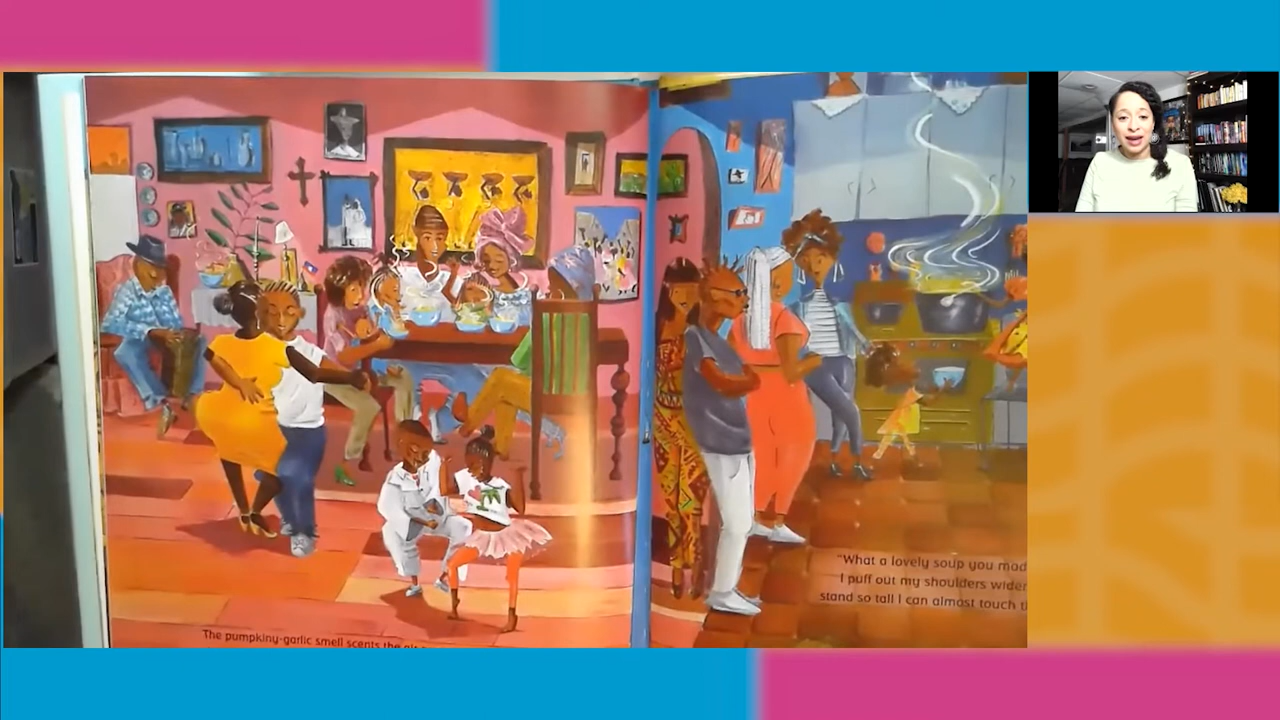 The pumpkiny-garlic smell scents the air
"What a lovely soup you mad
I puff out my shoulders wider
stand so tall I can almost touch t